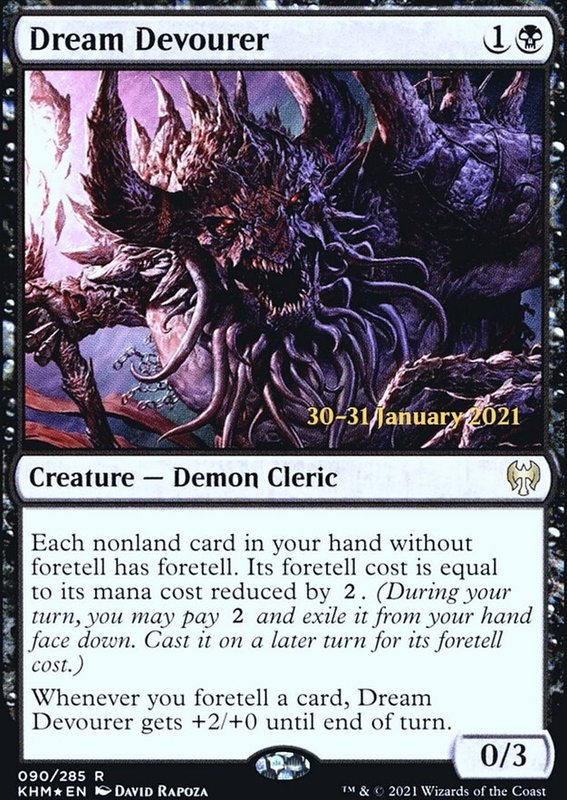 Dream Devourer 1
30-31 January 2021
Creature — Demon Cleric
Each nonland card in your hand without
foretell has foretell. Its foretell cost is equal
to its mana cost reduced by 2. (During your
turn, you may pay 2 and exile it from your hand
face down. Cast it on a later turn for its foretell
cost.)
Whenever you foretell a card, Dream
Devourer gets +2/+0 until end of turn.
0/3
090/285 R
KHM★EN DAVID RAPOZA
™ & © 2021 Wizards of the Coast